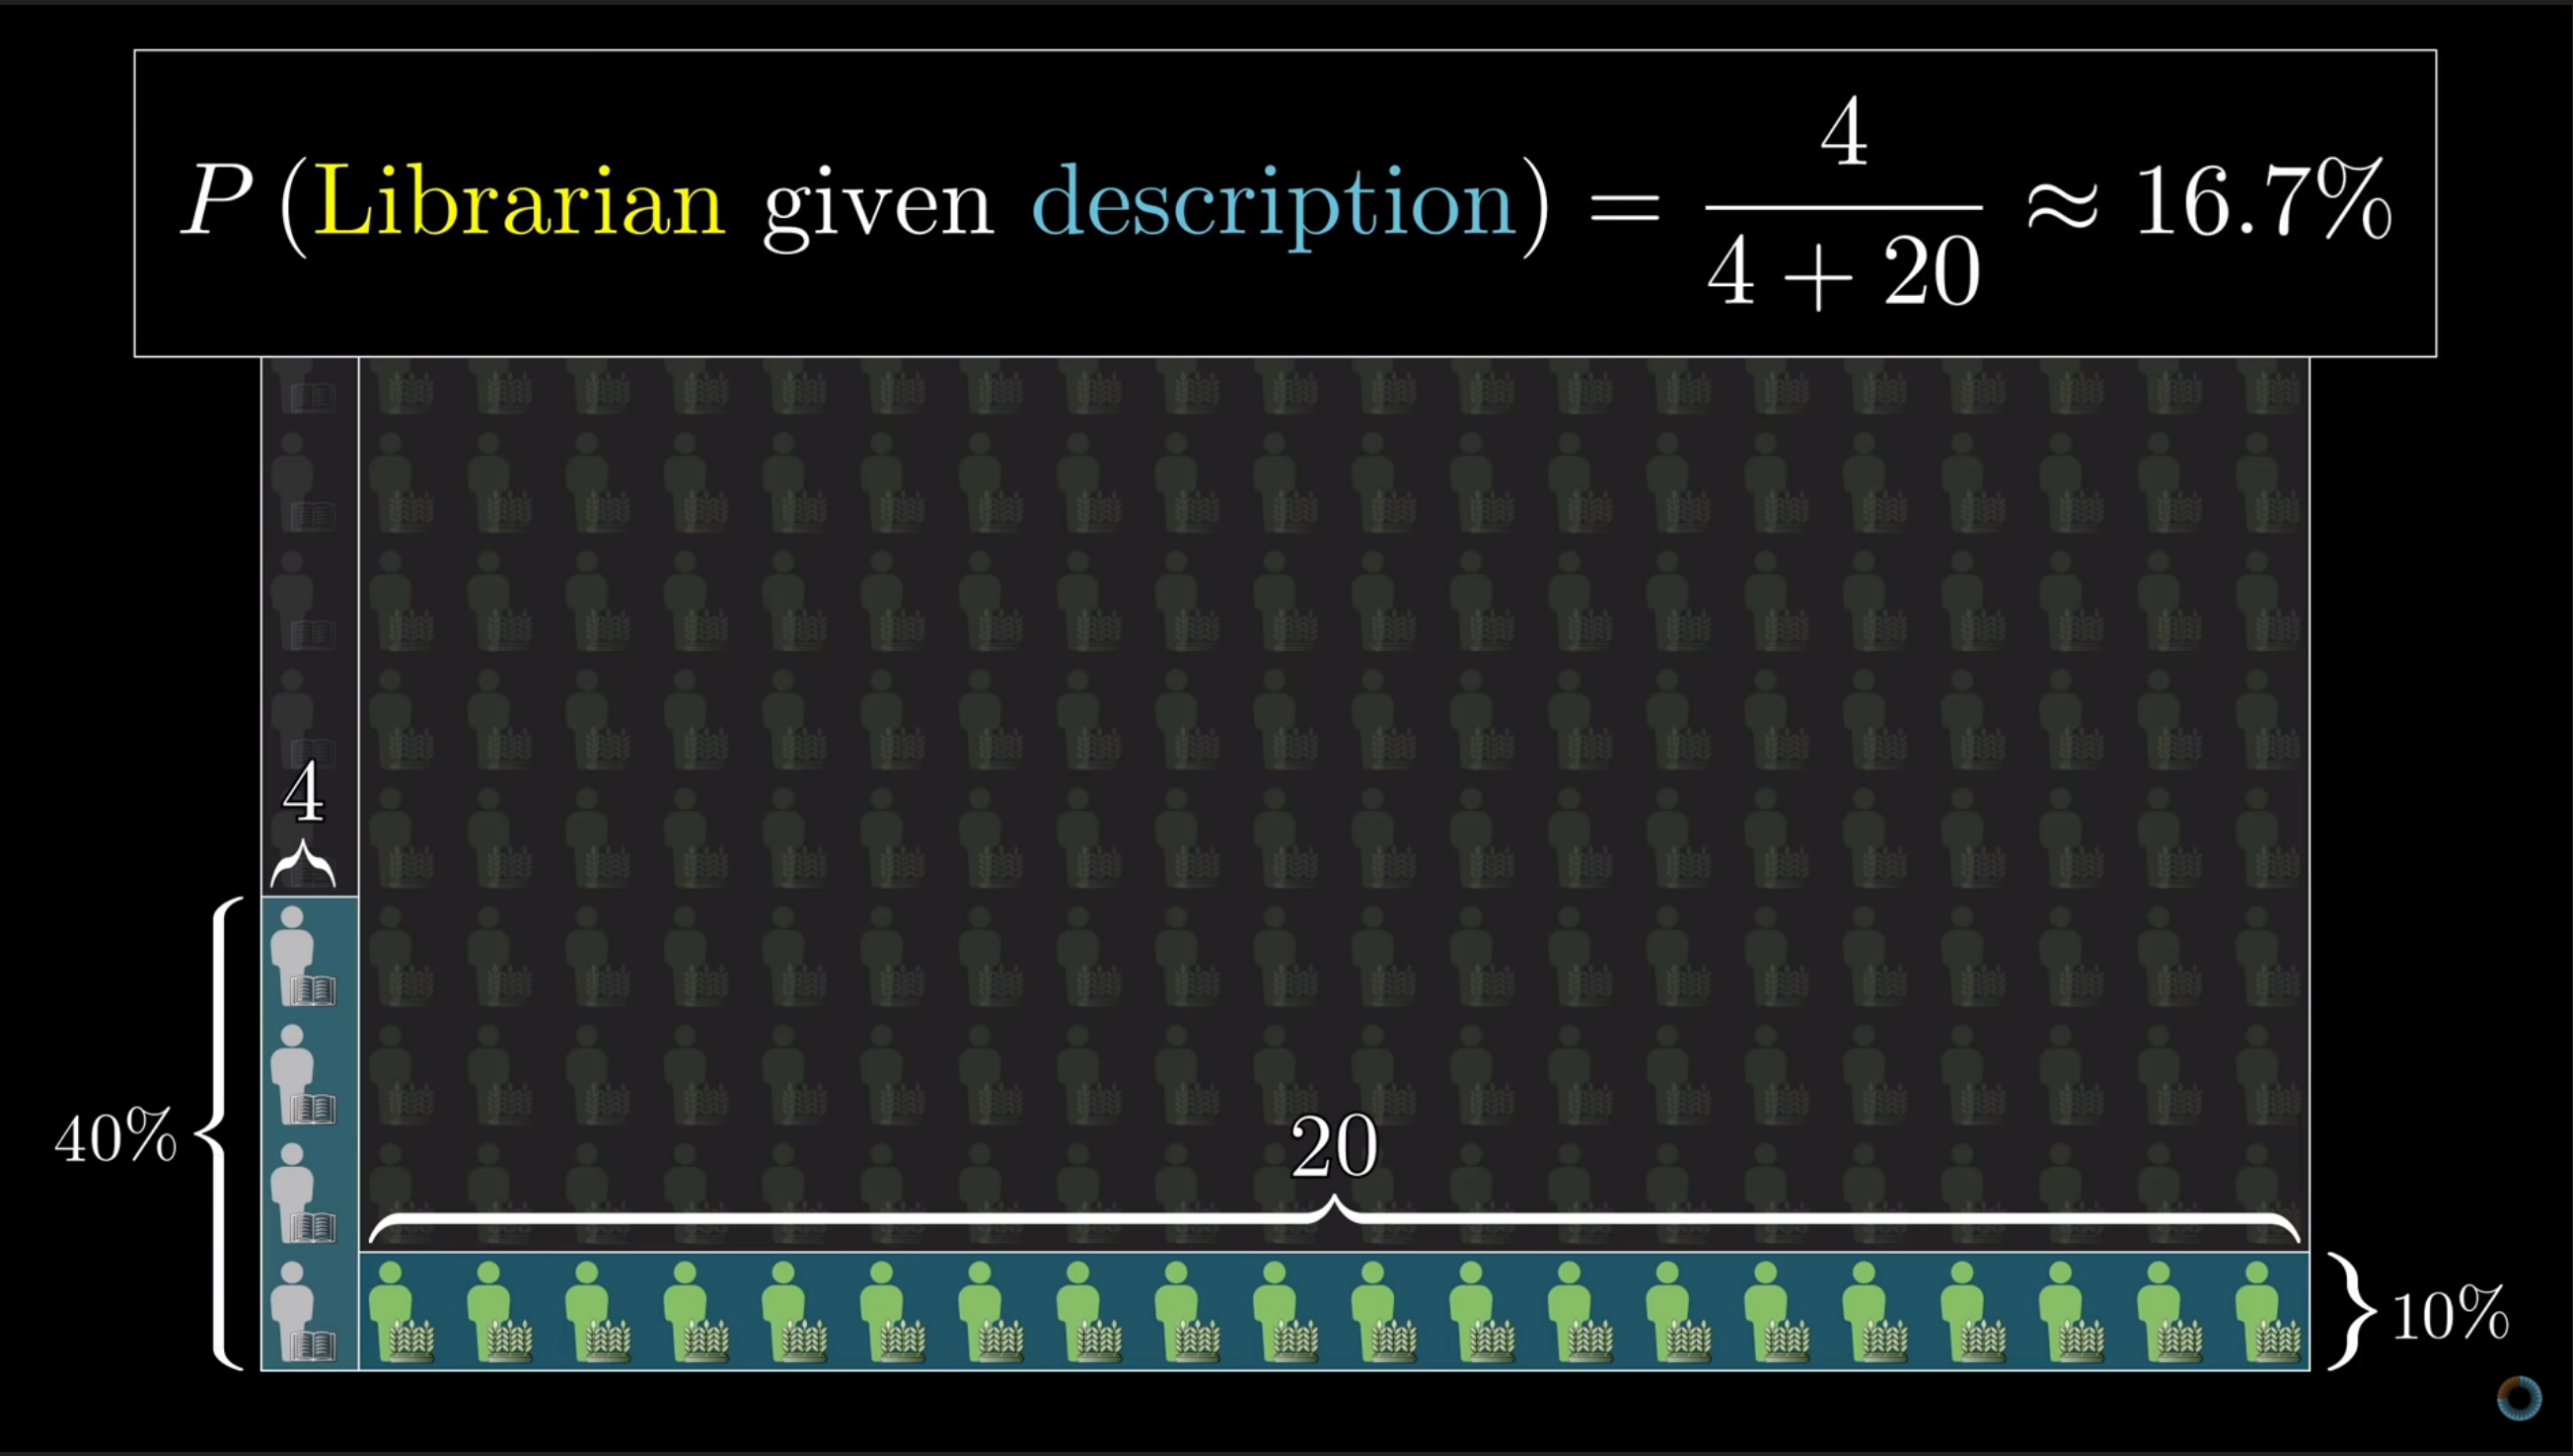 P(Librarian given description) = 4/(4 + 20) ≈ 16.7%
4
40%
20
10%